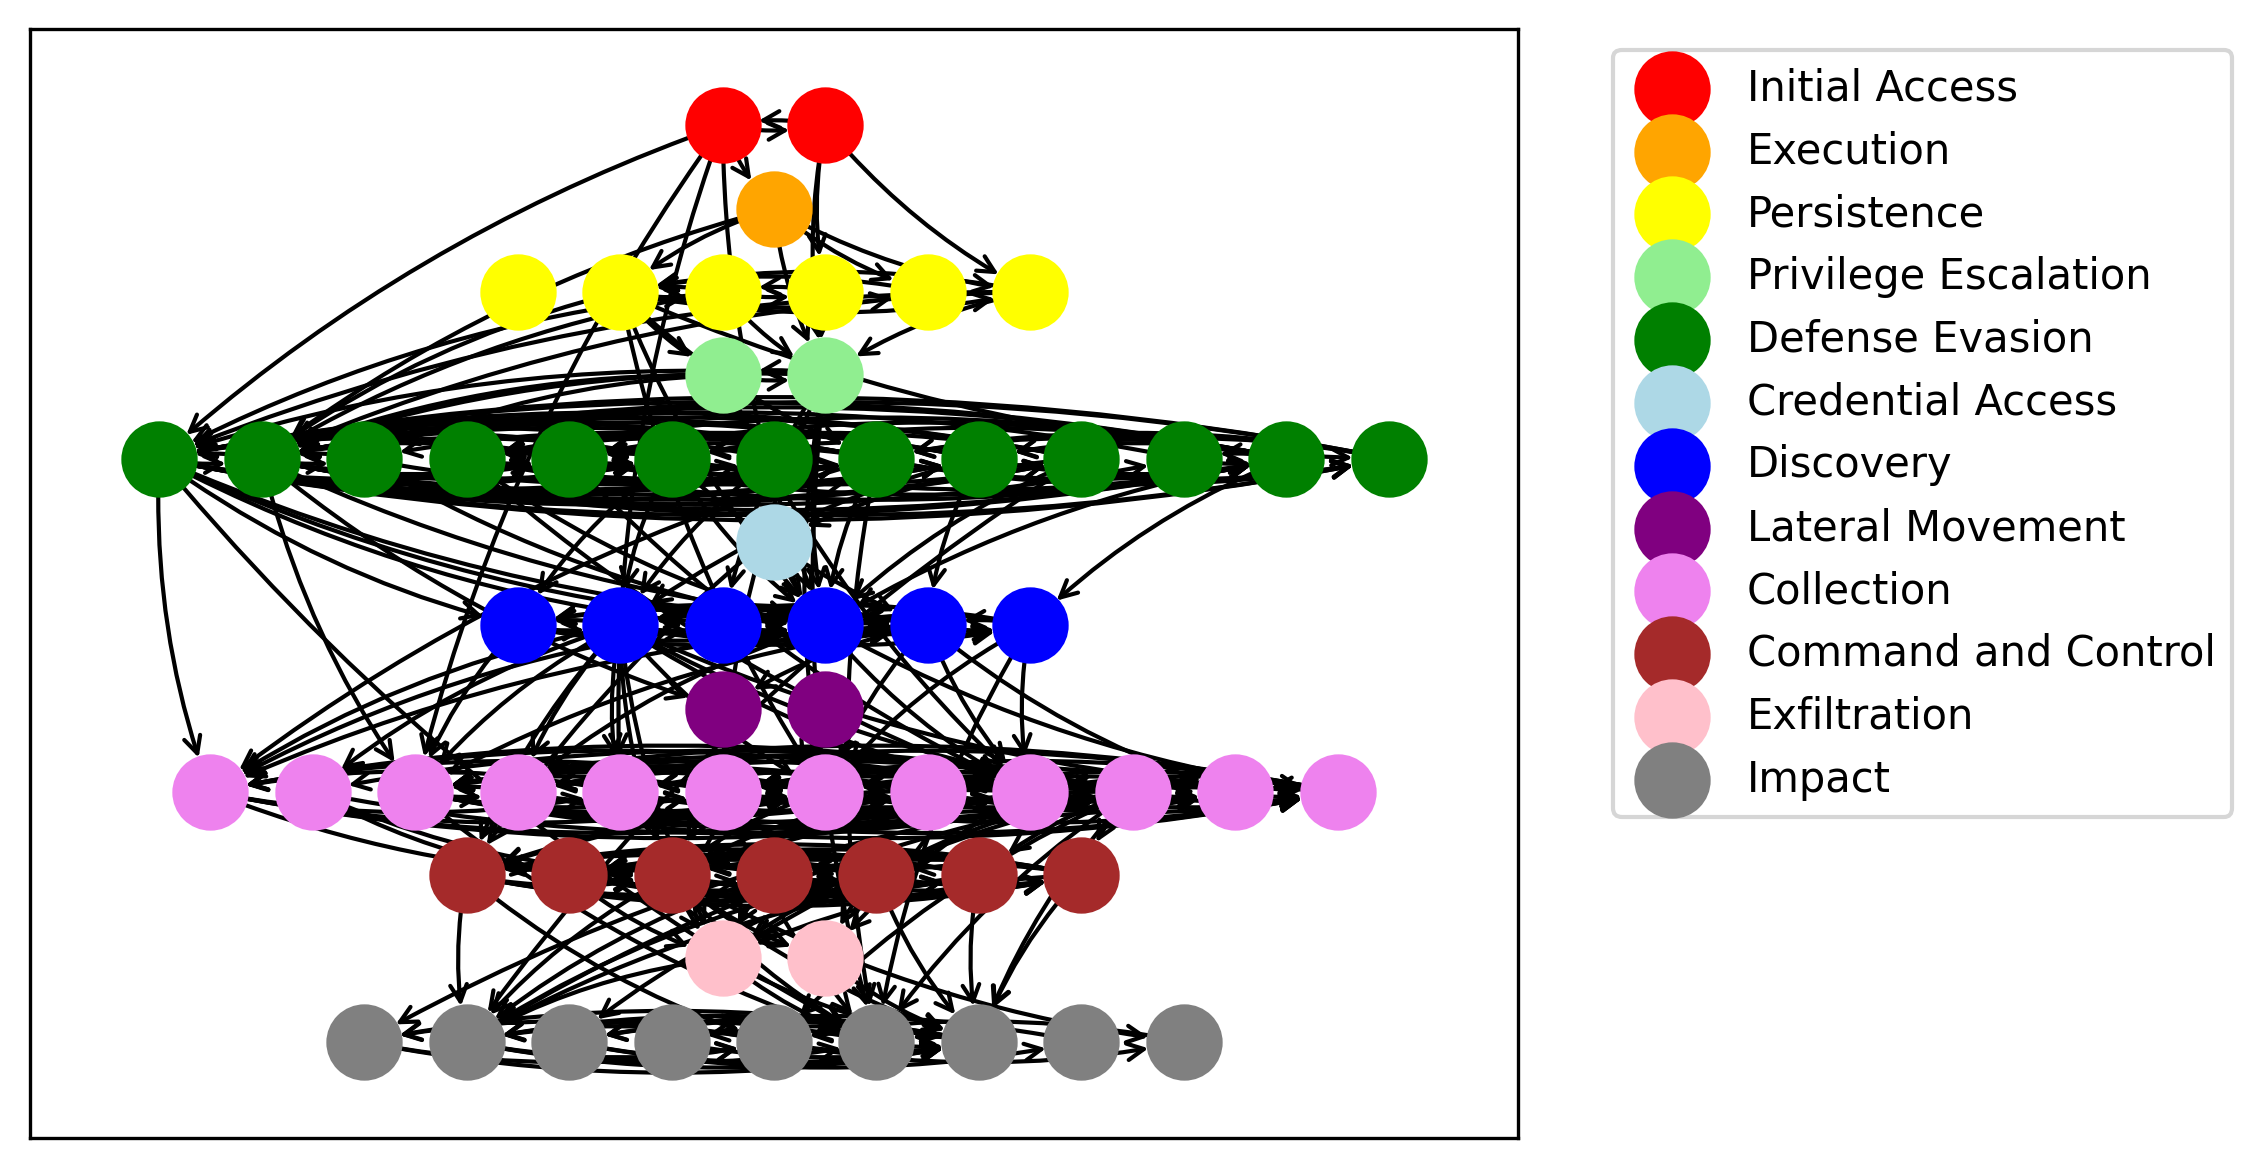 Initial Access
Execution
Persistence
Privilege Escalation
Defense Evasion
Credential Access
Discovery
Lateral Movement
Collection
Command and Control
Exfiltration
Impact